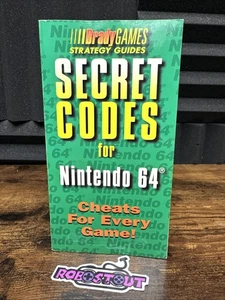 BradyGAMES
STRATEGY GUIDES
SECRET
CODES
for
Nintendo 64®
Cheats
For Every
Game!
ROBOSTOUT